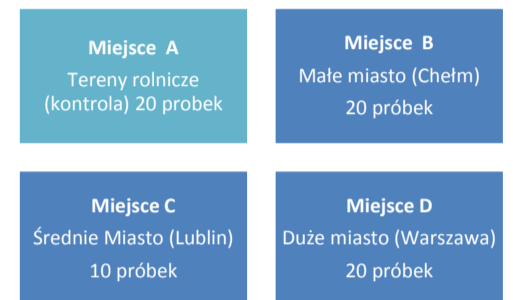 Miejsce A
Tereny rolnicze
(kontrola) 20 probek
Miejsce B
Małe miasto (Chełm)
20 próbek
Miejsce C
Średnie Miasto (Lublin)
10 próbek
Miejsce D
Duże miasto (Warszawa)
20 próbek